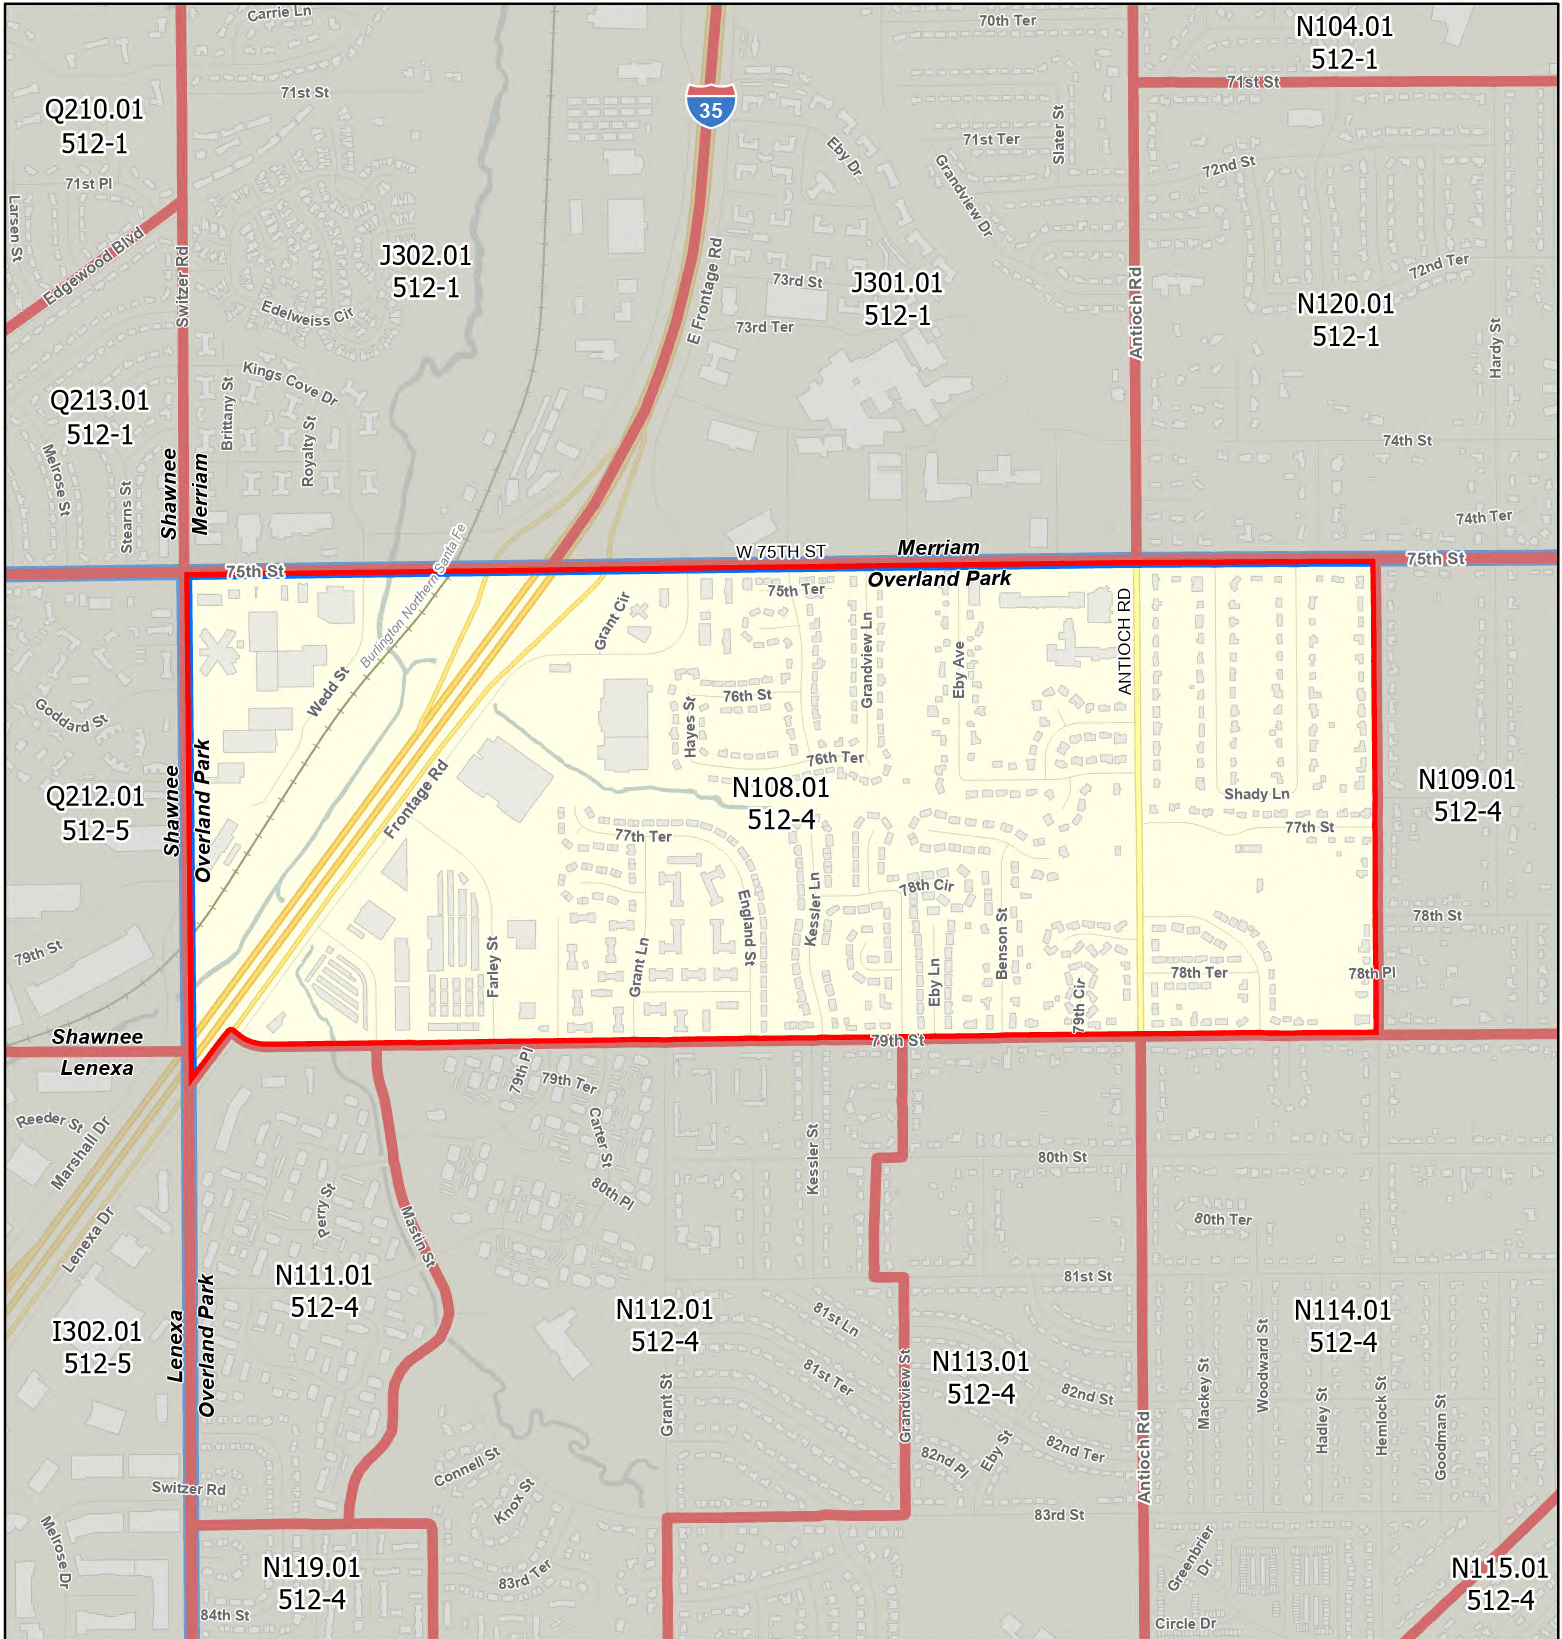 Carrie Ln
70th Ter
N104.01
512-1
71st St
71st St
35
Q210.01
512-1
71st Ter
Slater St
Eby Dr
72nd St
71st Pl
Grandview Dr
Larsen St
Edgewood Blvd
Switzer Rd
J302.01
512-1
E Frontage Rd
73rd St
J301.01
512-1
72nd Ter
Antioch Rd
N120.01
512-1
Edelweiss Cir
73rd Ter
Hardy St
Kings Cove Dr
Q213.01
512-1
Brittany St
Royalty St
74th St
Melrose St
Stearns St
Shawnee
Merriam
74th Ter
Burlington Northern Santa Fe
W 75TH ST
Merriam
75th St
75th St
Overland Park
75th Ter
Grant Cir
Grandview Ln
Eby Ave
ANTIOCH RD
Wedd St
76th St
Hayes St
Goddard St
76th Ter
Shawnee
Overland Park
Q212.01
512-5
Frontage Rd
N108.01
512-4
N109.01
512-4
Shady Ln
77th Ter
77th St
78th Cir
Kessler Ln
England St
Benson St
78th St
79th St
Farley St
Grant Ln
Eby Ln
79th Cir
78th Ter
78th Pl
Shawnee
Lenexa
79th St
79th Pl
79th Ter
Reeder St
Marshall Dr
Carter St
Kessler St
80th St
80th Pl
Perry St
Mastin St
80th Ter
Lenexa Dr
N111.01
512-4
81st St
I302.01
512-5
Lenexa
Overland Park
N112.01
512-4
81st Ln
N114.01
512-4
81st Ter
N113.01
512-4
Grandview St
Grant St
82nd St
Mackey St
Woodward St
Hadley St
Hemlock St
Goodman St
82nd Ter
Eby St
82nd Pl
Antioch Rd
Connell St
Knox St
Switzer Rd
83rd St
Melrose Dr
N119.01
512-4
83rd Ter
Greenbrier Dr
N115.01
512-4
84th St
Circle Dr